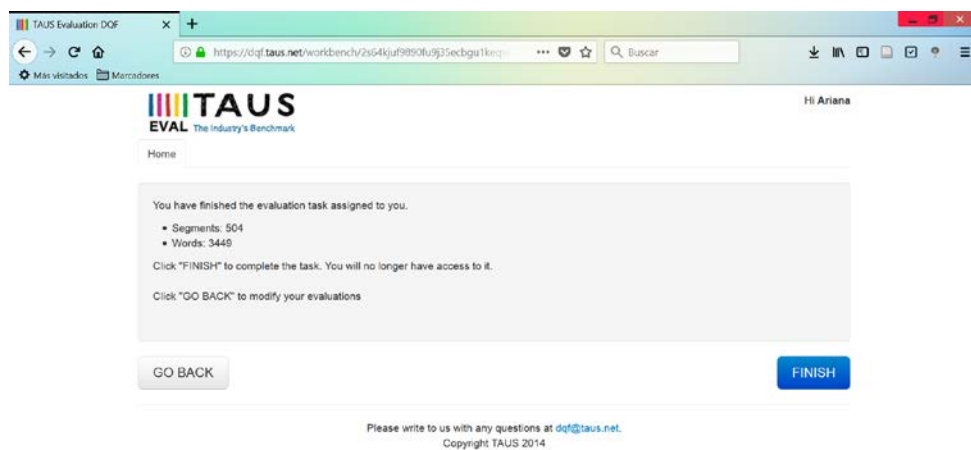 TAUS Evaluation DQF
https://dqf.taus.net/workbench/2s64kjuf9890fu9j35ecbgu1keq
Buscar
Más visitados Marcadores
TAUS
EVAL The Industry's Benchmark
Hi Ariana
Home
You have finished the evaluation task assigned to you.
• Segments: 504
• Words: 3449
Click "FINISH" to complete the task. You will no longer have access to it.
Click "GO BACK" to modify your evaluations
GO BACK
FINISH
Please write to us with any questions at dqf@taus.net.
Copyright TAUS 2014